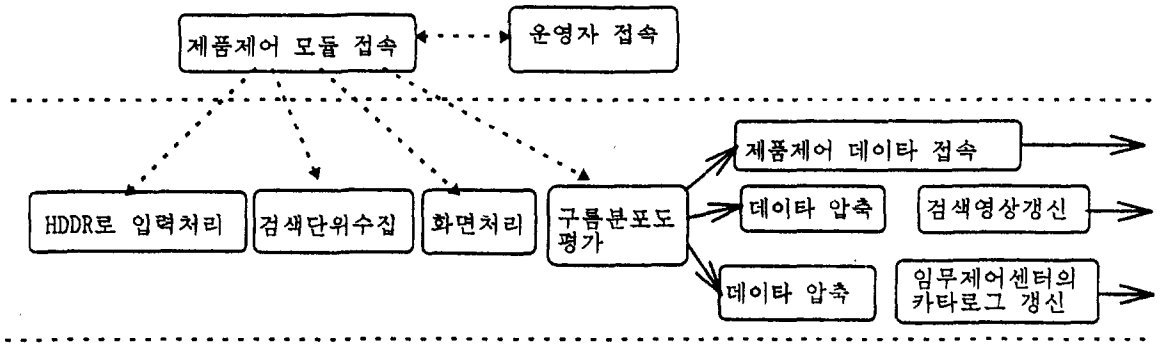 제품제어 모듈 접속
운영자 접속
제품제어 데이타 접속
HDDR로 입력처리
검색단위수집
화면처리
구름분포도
평가
데이타 압축
검색영상갱신
데이타 압축
임무제어센터의
카타로그 갱신